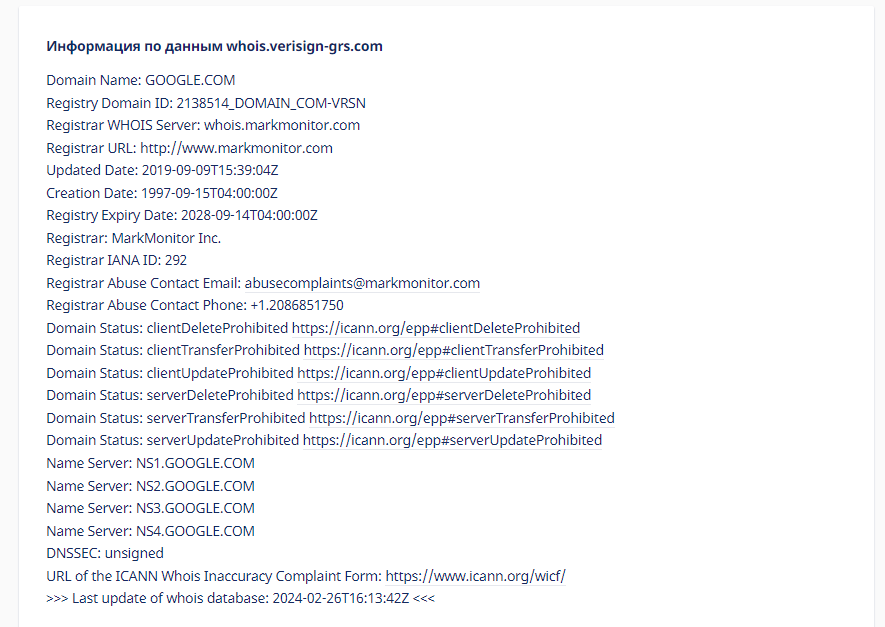 Информация по данным whois.verisign-grs.com
Domain Name: GOOGLE.COM
Registry Domain ID: 2138514_DOMAIN_COM-VRSN
Registrar WHOIS Server: whois.markmonitor.com
Registrar URL: http://www.markmonitor.com
Updated Date: 2019-09-09T15:39:04Z
Creation Date: 1997-09-15T04:00:00Z
Registry Expiry Date: 2028-09-14T04:00:00Z
Registrar: MarkMonitor Inc.
Registrar IANA ID: 292
Registrar Abuse Contact Email: abusecomplaints@markmonitor.com
Registrar Abuse Contact Phone: +1.2086851750
Domain Status: clientDeleteProhibited https://icann.org/epp#clientDeleteProhibited
Domain Status: clientTransferProhibited https://icann.org/epp#clientTransferProhibited
Domain Status: clientUpdateProhibited https://icann.org/epp#clientUpdateProhibited
Domain Status: serverDeleteProhibited https://icann.org/epp#serverDeleteProhibited
Domain Status: serverTransferProhibited https://icann.org/epp#serverTransferProhibited
Domain Status: serverUpdateProhibited https://icann.org/epp#serverUpdateProhibited
Name Server: NS1.GOOGLE.COM
Name Server: NS2.GOOGLE.COM
Name Server: NS3.GOOGLE.COM
Name Server: NS4.GOOGLE.COM
DNSSEC: unsigned
URL of the ICANN Whois Inaccuracy Complaint Form: https://www.icann.org/wicf/
>>> Last update of whois database: 2024-02-26T16:13:42Z <<<